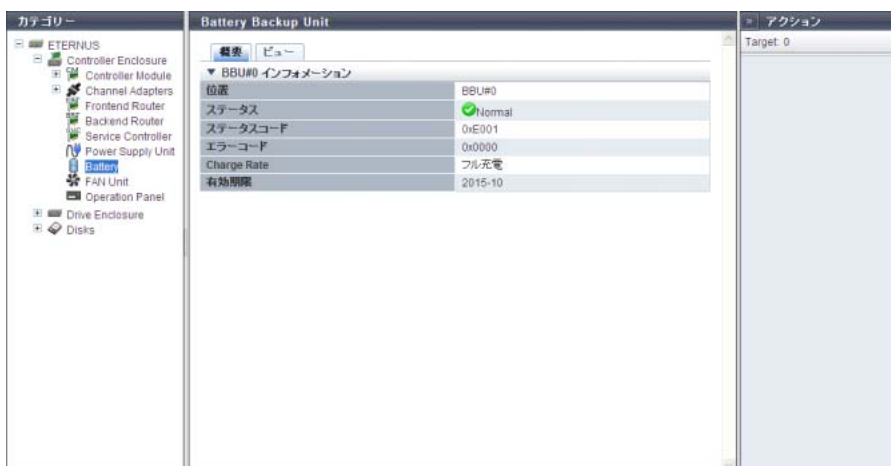 カテゴリー
ETERNUS
Controller Enclosure
Controller Module
Channel Adapters
Frontend Router
Backend Router
Service Controller
Power Supply Unit
Battery
FAN Unit
Operation Panel
Drive Enclosure
Disks
Battery Backup Unit
概要 ビュー
▼ BBU#0 インフォメーション
位置 BBU#0
ステータス Normal
ステータスコード 0xE001
エラーコード 0x0000
Charge Rate フル充電
有効期限 2015-10
» アクション
Target: 0